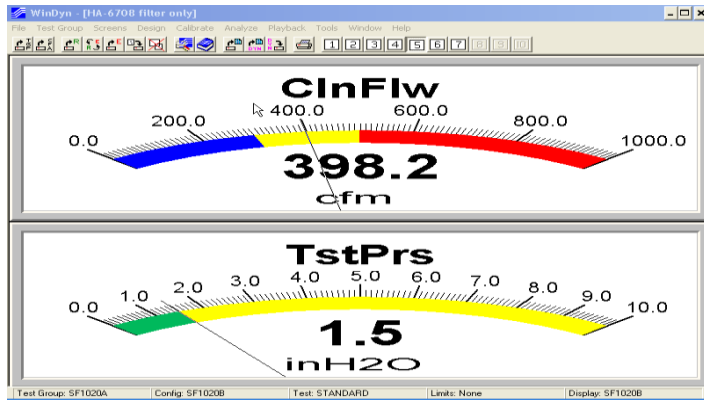 WinDyn - [HA-6708 filter only]
File Test Group Screens Design Calibrate Analyze Playback Tools Window Help
1 2 3 4 5 6 7 8 9 10
ClnFlw
0.0 200.0 400.0 600.0 800.0 1000.0
398.2
cfm
TstPrs
0.0 1.0 2.0 3.0 4.0 5.0 6.0 7.0 8.0 9.0 10.0
1.5
inH2O
Test Group: SF1020A Config: SF1020B Test: STANDARD Limits: None Display: SF1020B